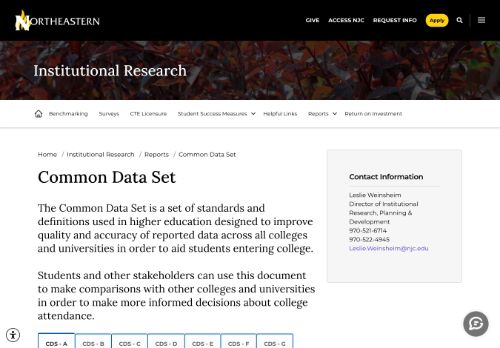 NORTHEASTERN
GIVE
ACCESS NJC
REQUEST INFO
Apply
Institutional Research
Benchmarking
Surveys
CTE Licensure
Student Success Measures
Helpful Links
Reports
Return on Investment
Home / Institutional Research / Reports / Common Data Set
Common Data Set
The Common Data Set is a set of standards and
definitions used in higher education designed to improve
quality and accuracy of reported data across all colleges
and universities in order to aid students entering college.
Students and other stakeholders can use this document
to make comparisons with other colleges and universities
in order to make more informed decisions about college
attendance.
CDS - A
CDS - B
CDS - C
CDS - D
CDS - E
CDS - F
CDS - G
Contact Information
Leslie Weinsheim
Director of Institutional
Research, Planning &
Development
970-521-6714
970-522-4945
Leslie.Weinsheim@njc.edu